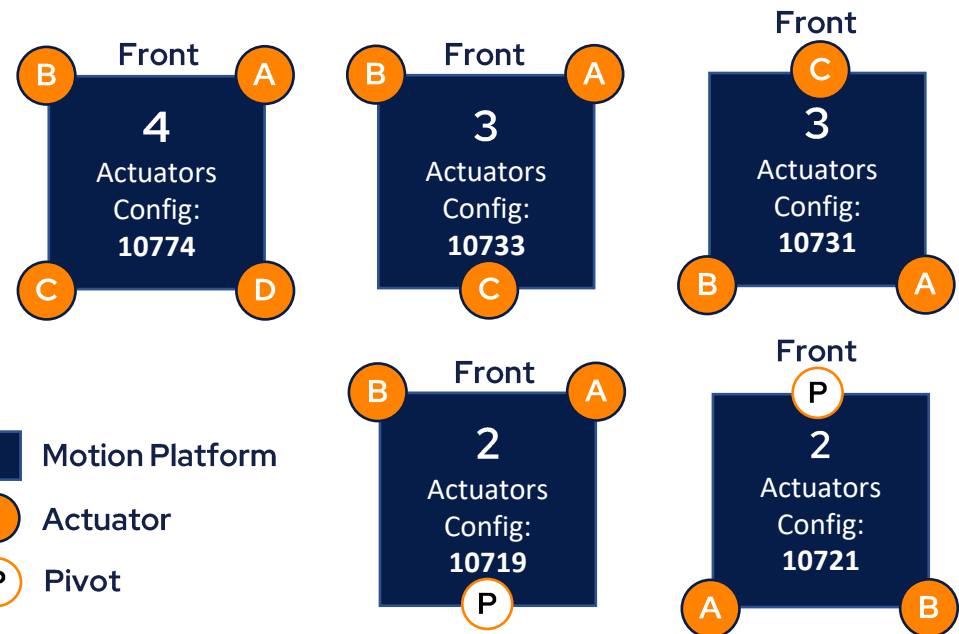 Front
B
A
4
Actuators
Config:
10774
C
D
Front
B
A
3
Actuators
Config:
10733
C
Front
C
3
Actuators
Config:
10731
B
A
Front
B
A
2
Actuators
Config:
10719
P
Front
P
2
Actuators
Config:
10721
A
B
Motion Platform
Actuator
P Pivot